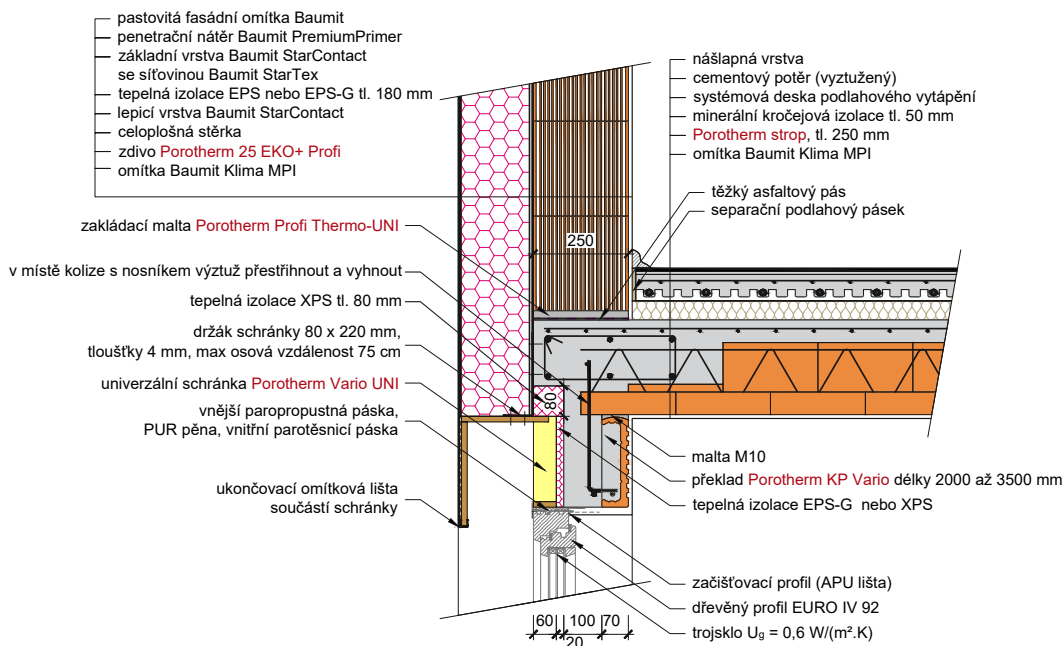 pastovitá fasádní omítka Baumit
penetrační nátěr Baumit PremiumPrimer
základní vrstva Baumit StarContact
se síťovinou Baumit StarTex
tepelná izolace EPS nebo EPS-G tl. 180 mm
lepicí vrstva Baumit StarContact
celoplošná stěrka
zdivo Porotherm 25 EKO+ Profi
omítka Baumit Klima MPI
zakládací malta Porotherm Profi Thermo-UNI
v místě kolize s nosníkem výztuž přestřihnout a vyhnout
tepelná izolace XPS tl. 80 mm
držák schránky 80 x 220 mm,
tloušťky 4 mm, max osová vzdálenost 75 cm
univerzální schránka Porotherm Vario UNI
vnější paropropustná páska,
PUR pěna, vnitřní parotěsnicí páska
ukončovací omítková lišta
součástí schránky
nášlapná vrstva
cementový potěr (vyztužený)
systémová deska podlahového vytápění
minerální kročejová izolace tl. 50 mm
Porotherm strop, tl. 250 mm
omítka Baumit Klima MPI
těžký asfaltový pás
separační podlahový pásek
250
80
malta M10
překlad Porotherm KP Vario délky 2000 až 3500 mm
tepelná izolace EPS-G nebo XPS
začišťovací profil (APU lišta)
dřevěný profil EURO IV 92
trojsklo Ug = 0,6 W/(m².K)
60 100 70
20